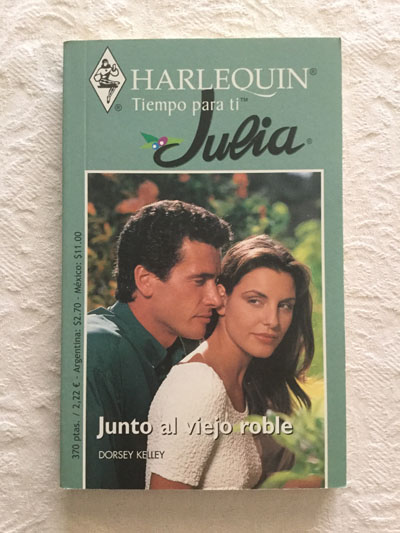 HARLEQUIN®
Tiempo para ti™
Julia®
370 ptas. / 2,22 € - Argentina: $2.70 - México: $11.00
Junto al viejo roble
DORSEY KELLEY